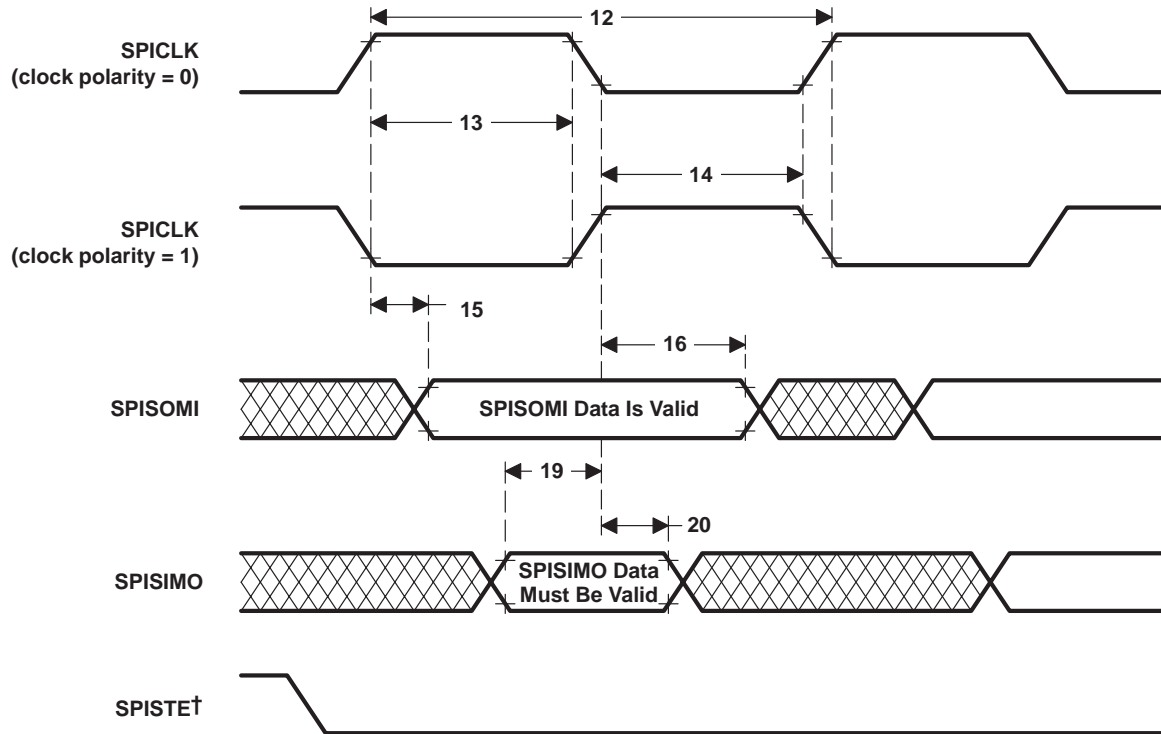 12
SPICLK
(clock polarity = 0)
13
14
SPICLK
(clock polarity = 1)
15
16
SPISOMI
SPISOMI Data Is Valid
19
20
SPISIMO
SPISIMO Data
Must Be Valid
SPISTE†